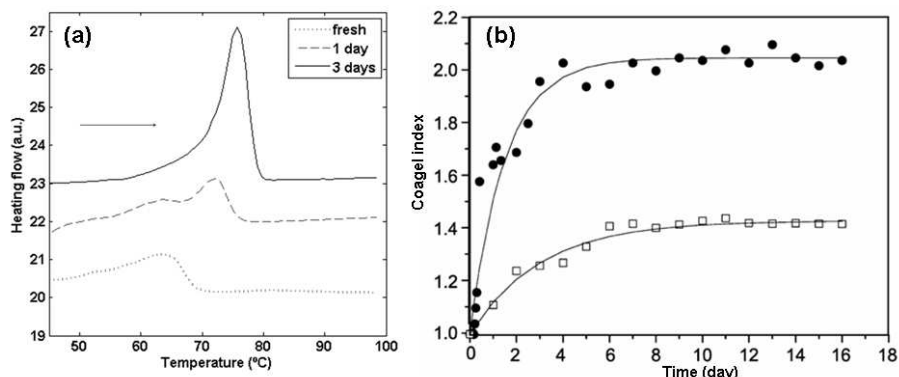 (a)
fresh
1 day
3 days
27
26
25
24
23
22
21
20
19
Heating flow (a.u.)
50 60 70 80 90 100
Temperature (ºC)
(b)
2.2
2.0
1.8
1.6
1.4
1.2
1.0
Coagel index
0 2 4 6 8 10 12 14 16 18
Time (day)